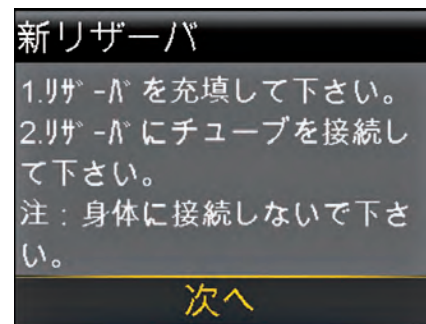 新リザーバ
1.ﾘｻﾞｰﾊﾞを充填して下さい。
2.ﾘｻﾞｰﾊﾞにチューブを接続し
て下さい。
注：身体に接続しないで下さ
い。
次へ